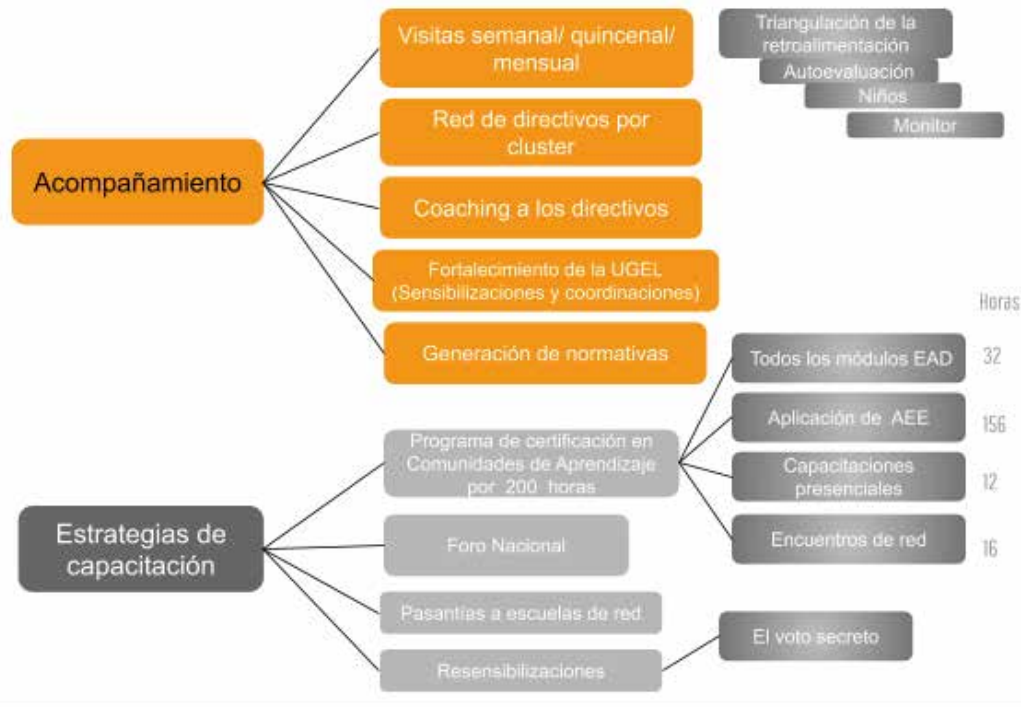 Acompañamiento
Visitas semanal/ quincenal/
mensual
Red de directivos por
cluster
Coaching a los directivos
Fortalecimiento de la UGEL
(Sensibilizaciones y coordinaciones)
Generación de normativas
Triangulación de la
retroalimentación
Autoevaluación
Niños
Monitor
Estrategias de
capacitación
Programa de certificación en
Comunidades de Aprendizaje
por 200 horas
Foro Nacional
Pasantías a escuelas de red
Resensibilizaciones
Horas
Todos los módulos EAD 32
Aplicación de AEE 156
Capacitaciones
presenciales 12
Encuentros de red 16
El voto secreto